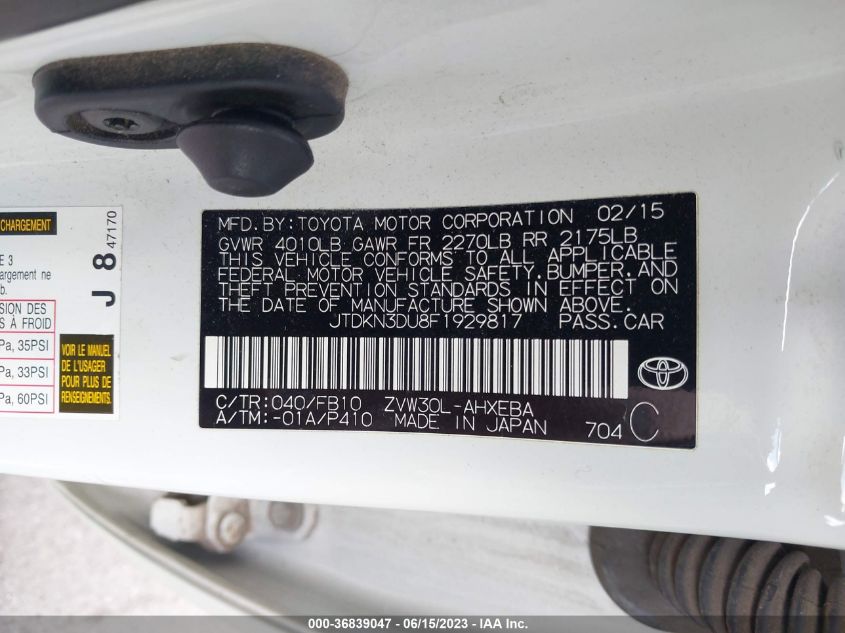 CHARGEMENT
E 3
argement ne
b.
SION DES
S À FROID
Pa, 35PSI
Pa, 33PSI
Pa, 60PSI
J 8 47170
VOIR LE MANUEL
DE L'USAGER
POUR PLUS DE
RENSEIGNEMENTS.
MFD. BY: TOYOTA MOTOR CORPORATION 02/15
GVWR 4010LB GAWR FR 2270LB RR 2175LB
THIS VEHICLE CONFORMS TO ALL APPLICABLE
FEDERAL MOTOR VEHICLE SAFETY, BUMPER, AND
THEFT PREVENTION STANDARDS IN EFFECT ON
THE DATE OF MANUFACTURE SHOWN ABOVE.
JTDKN3DU8F1929817 PASS. CAR
C/TR: 040/FB10 ZVW30L-AHXEBA
A/TM: -01A/P410 MADE IN JAPAN 704 C
000-36839047 - 06/15/2023 - IAA Inc.